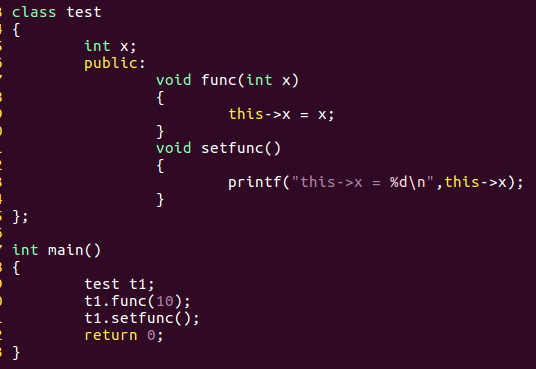 class test
{
int x;
public:
void func(int x)
{
this->x = x;
}
void setfunc()
{
printf("this->x = %d\n",this->x);
}
};
int main()
{
test t1;
t1.func(10);
t1.setfunc();
return 0;
}